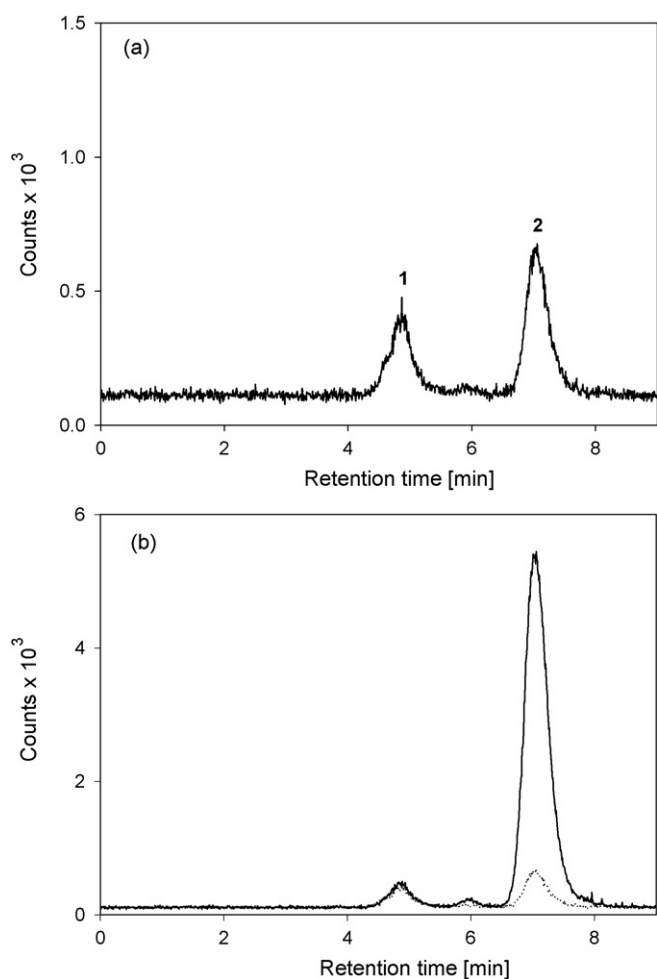 (a)
1.5
1.0
0.5
0.0
Counts x 10³
1
2
0 2 4 6 8
Retention time [min]
(b)
6
4
2
0
Counts x 10³
0 2 4 6 8
Retention time [min]